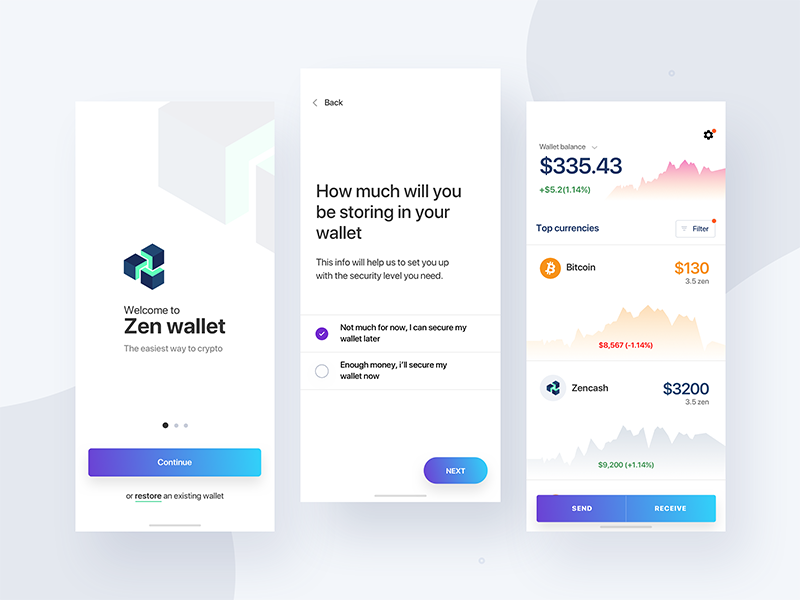 Welcome to
Zen wallet
The easiest way to crypto
Continue
or restore an existing wallet
Back
How much will you
be storing in your
wallet
This info will help us to set you up
with the security level you need.
Not much for now, I can secure my
wallet later
Enough money, i'll secure my
wallet now
NEXT
Wallet balance
$335.43
+$5.2(1.14%)
Top currencies
Filter
Bitcoin
$130
3.5 zen
$8,567 (-1.14%)
Zencash
$3200
3.5 zen
$9,200 (+1.14%)
SEND
RECEIVE